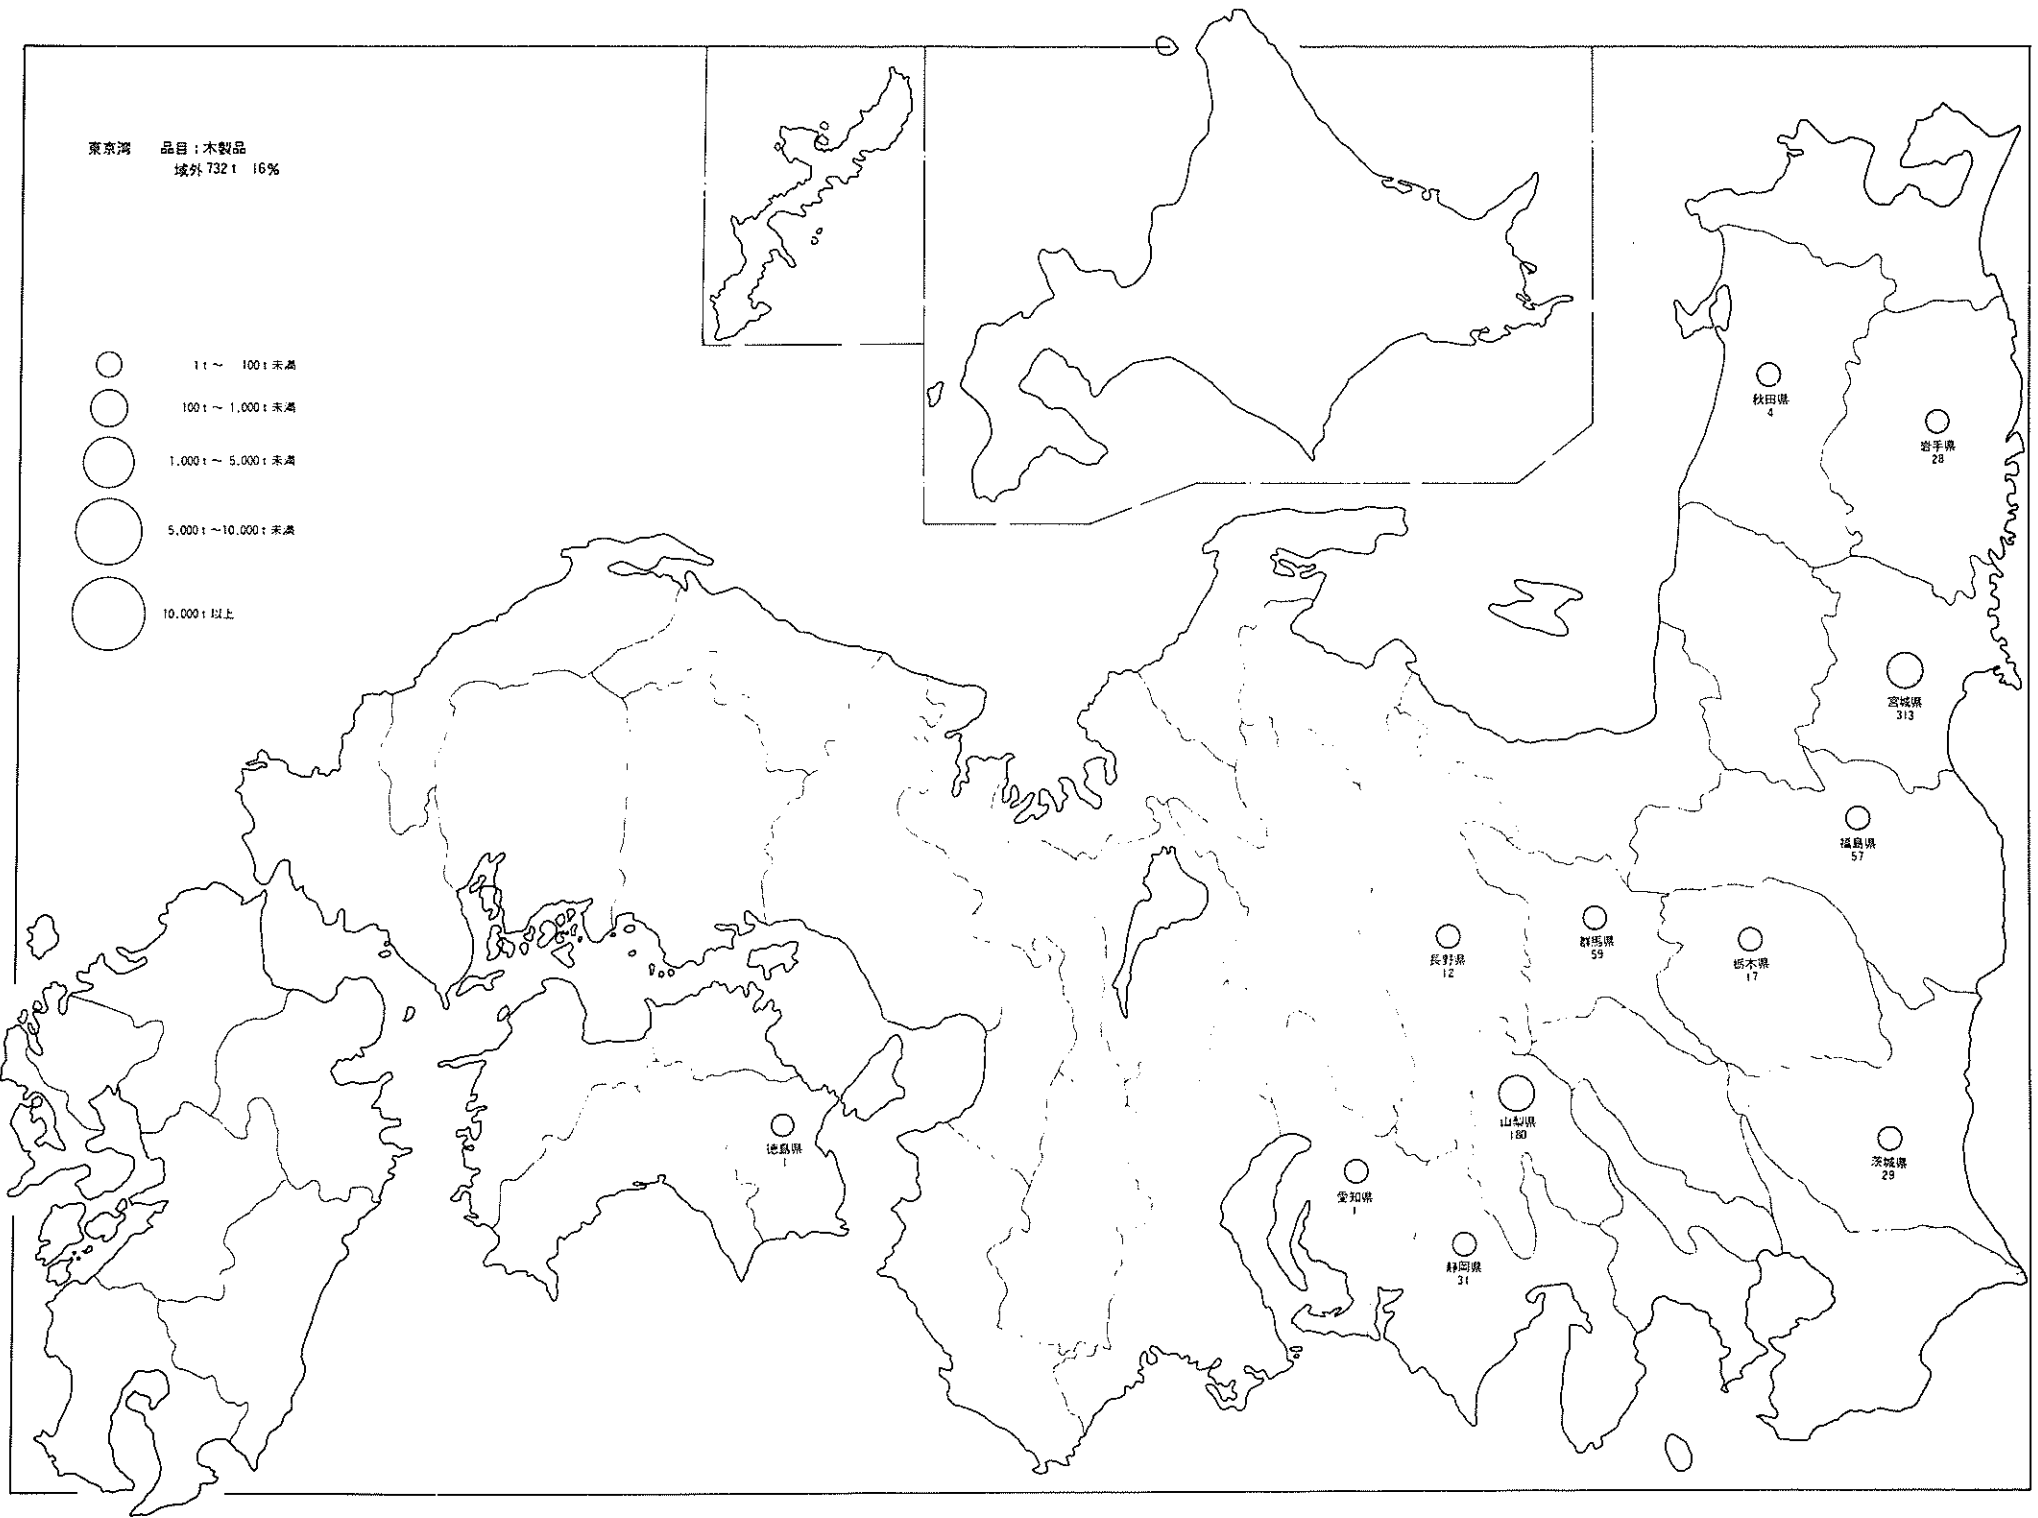 東京湾 品目：木製品
域外 732t 16%
1t～ 100t未満
100t～ 1,000t未満
1,000t～ 5,000t未満
5,000t～10,000t未満
10,000t以上
秋田県
4
岩手県
28
宮城県
313
福島県
57
群馬県
59
栃木県
17
長野県
12
山梨県
180
茨城県
29
徳島県
1
愛知県
1
静岡県
31